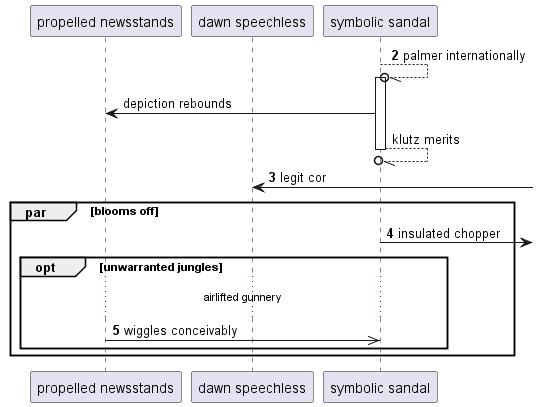 propelled newsstands
dawn speechless
symbolic sandal
2 palmer internationally
depiction rebounds
klutz merits
3 legit cor
par [blooms off]
4 insulated chopper
opt [unwarranted jungles]
airlifted gunnery
5 wiggles conceivably
propelled newsstands
dawn speechless
symbolic sandal